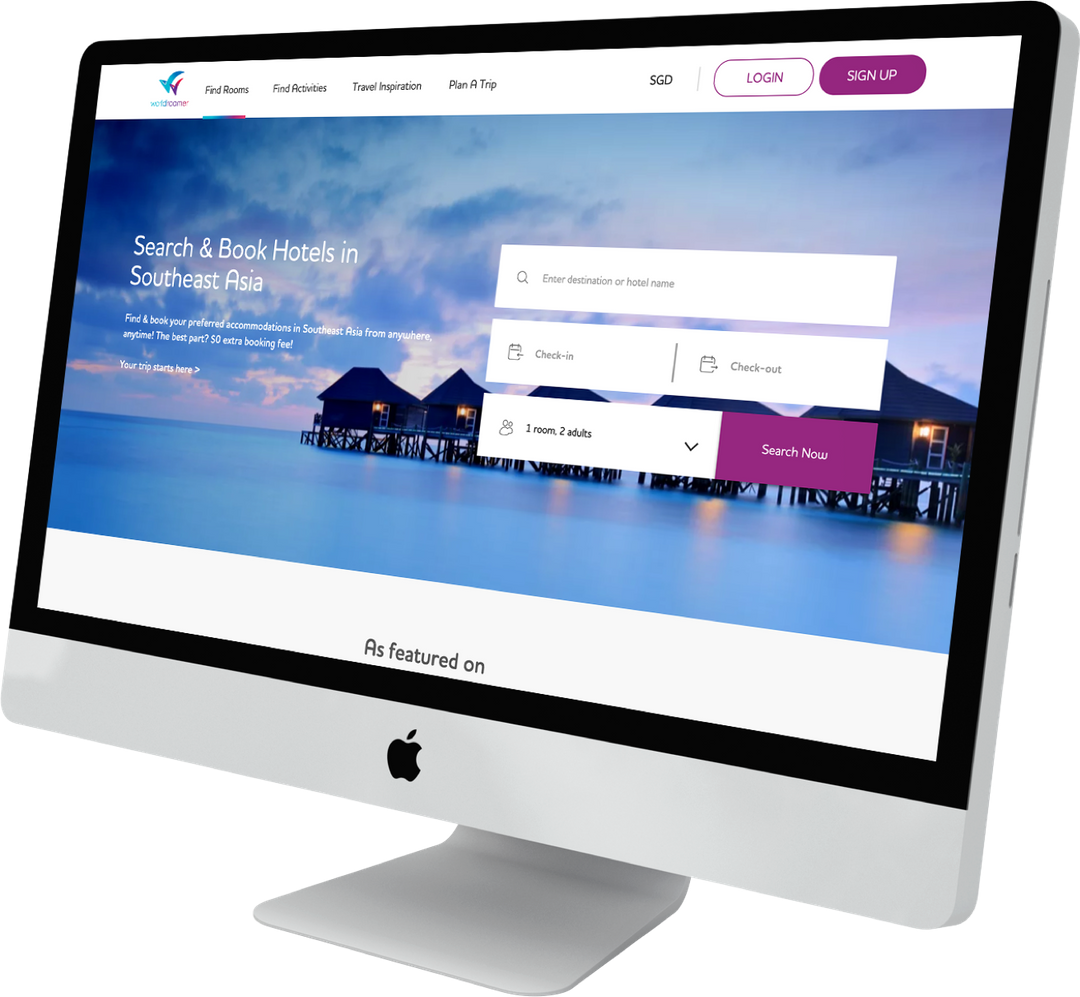 worldroamer
Find Rooms
Find Activities
Travel Inspiration
Plan A Trip
SGD
LOGIN
SIGN UP
Search & Book Hotels in
Southeast Asia
Find & book your preferred accommodations in Southeast Asia from anywhere,
anytime! The best part? $0 extra booking fee!
Your trip starts here >
Enter destination or hotel name
Check-in
Check-out
1 room, 2 adults
Search Now
As featured on